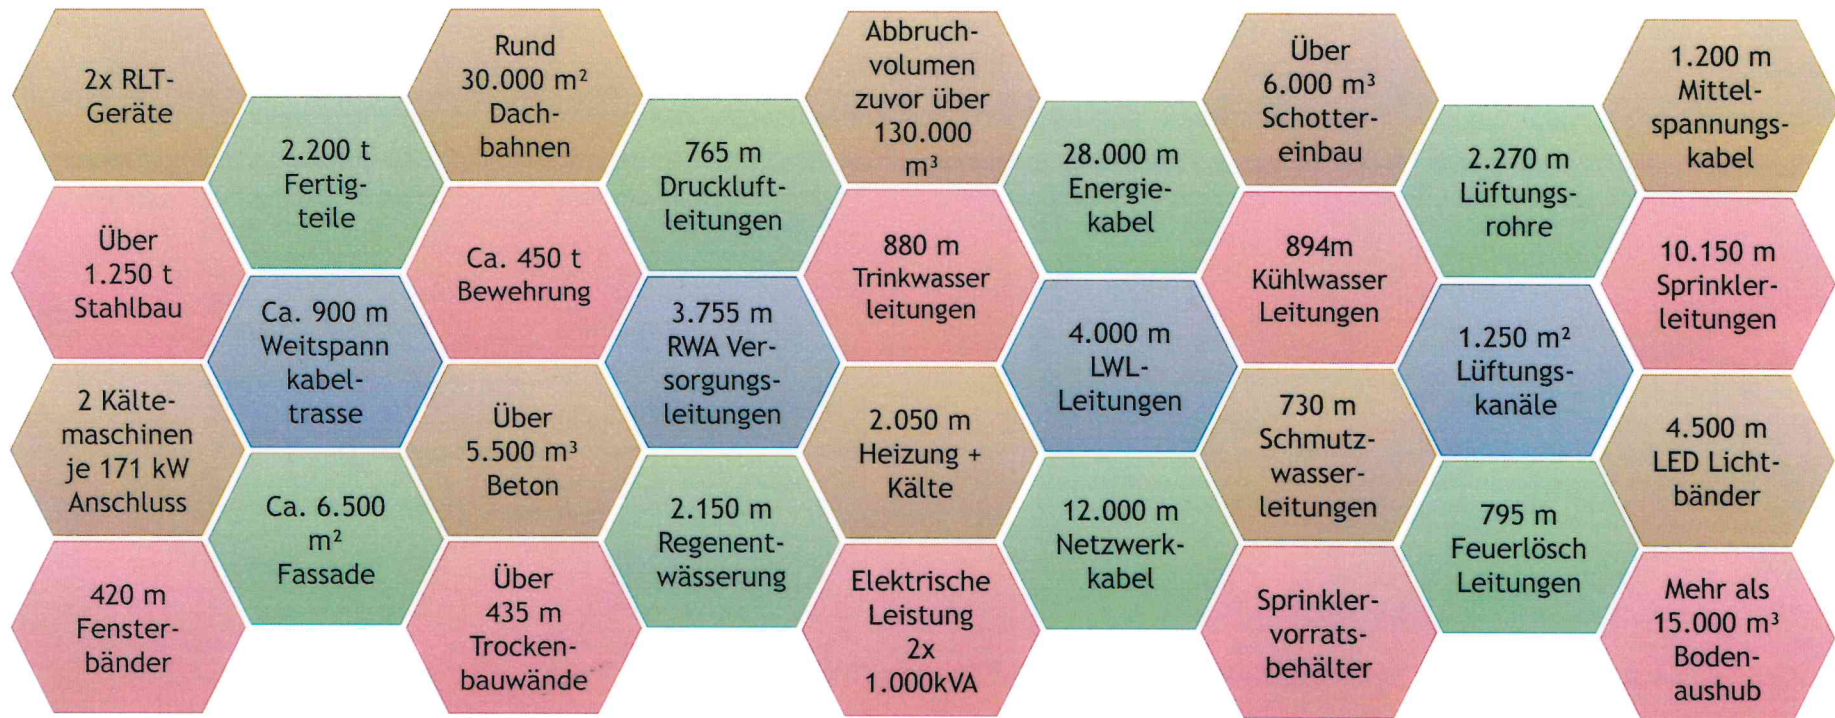 2x RLT-
Geräte
Über
1.250 t
Stahlbau
2 Kälte-
maschinen
je 171 kW
Anschluss
420 m
Fenster-
bänder
2.200 t
Fertig-
teile
Ca. 900 m
Weitspann
kabel-
trasse
Ca. 6.500
m²
Fassade
Rund
30.000 m²
Dach-
bahnen
Ca. 450 t
Bewehrung
Über
5.500 m³
Beton
Über
435 m
Trocken-
bauwände
765 m
Druckluft-
leitungen
3.755 m
RWA Ver-
sorgungs-
leitungen
2.150 m
Regenent-
wässerung
Abbruch-
volumen
zuvor über
130.000
m³
880 m
Trinkwasser
leitungen
2.050 m
Heizung +
Kälte
Elektrische
Leistung
2x
1.000kVA
28.000 m
Energie-
kabel
4.000 m
LWL-
Leitungen
12.000 m
Netzwerk-
kabel
Über
6.000 m³
Schotter-
einbau
894m
Kühlwasser
Leitungen
730 m
Schmutz-
wasser-
leitungen
Sprinkler-
vorrats-
behälter
2.270 m
Lüftungs-
rohre
1.250 m²
Lüftungs-
kanäle
795 m
Feuerlösch
Leitungen
1.200 m
Mittel-
spannungs-
kabel
10.150 m
Sprinkler-
leitungen
4.500 m
LED Licht-
bänder
Mehr als
15.000 m³
Boden-
aushub